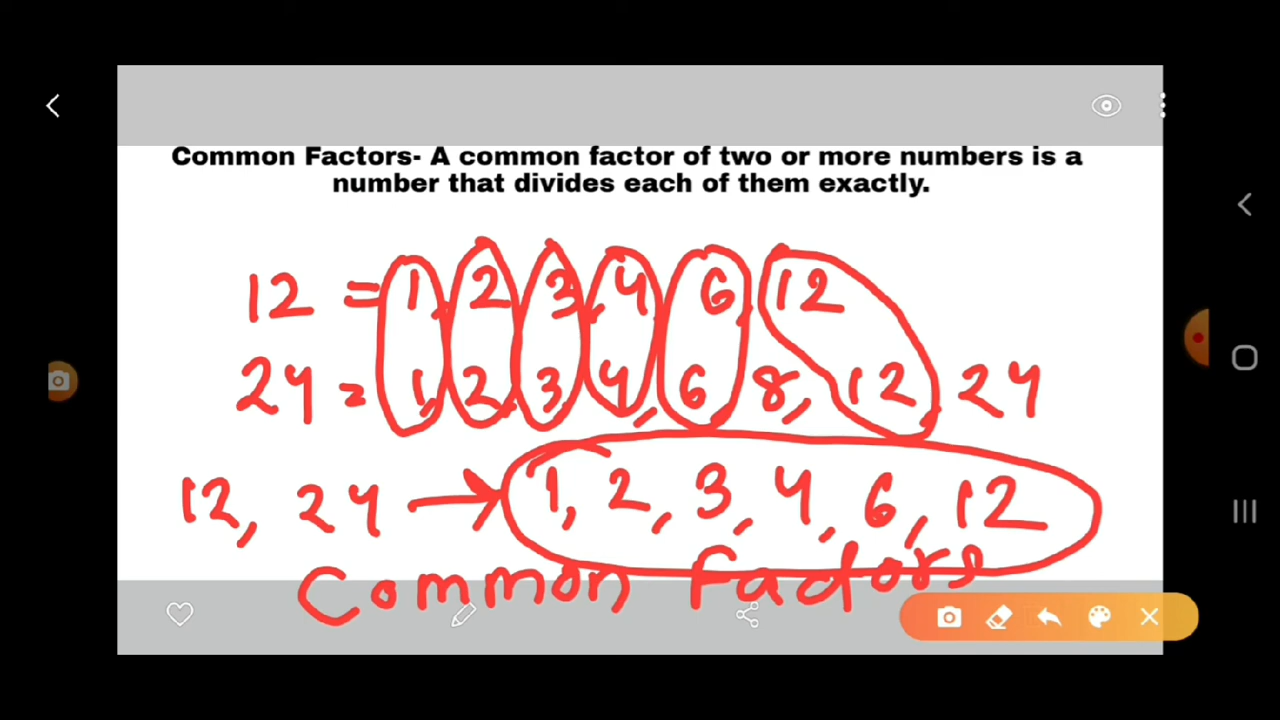 Common Factors- A common factor of two or more numbers is a
number that divides each of them exactly.
12 = 1, 2, 3, 4, 6, 12
24 = 1, 2, 3, 4, 6, 8, 12, 24
12, 24 → 1, 2, 3, 4, 6, 12
Common Factors